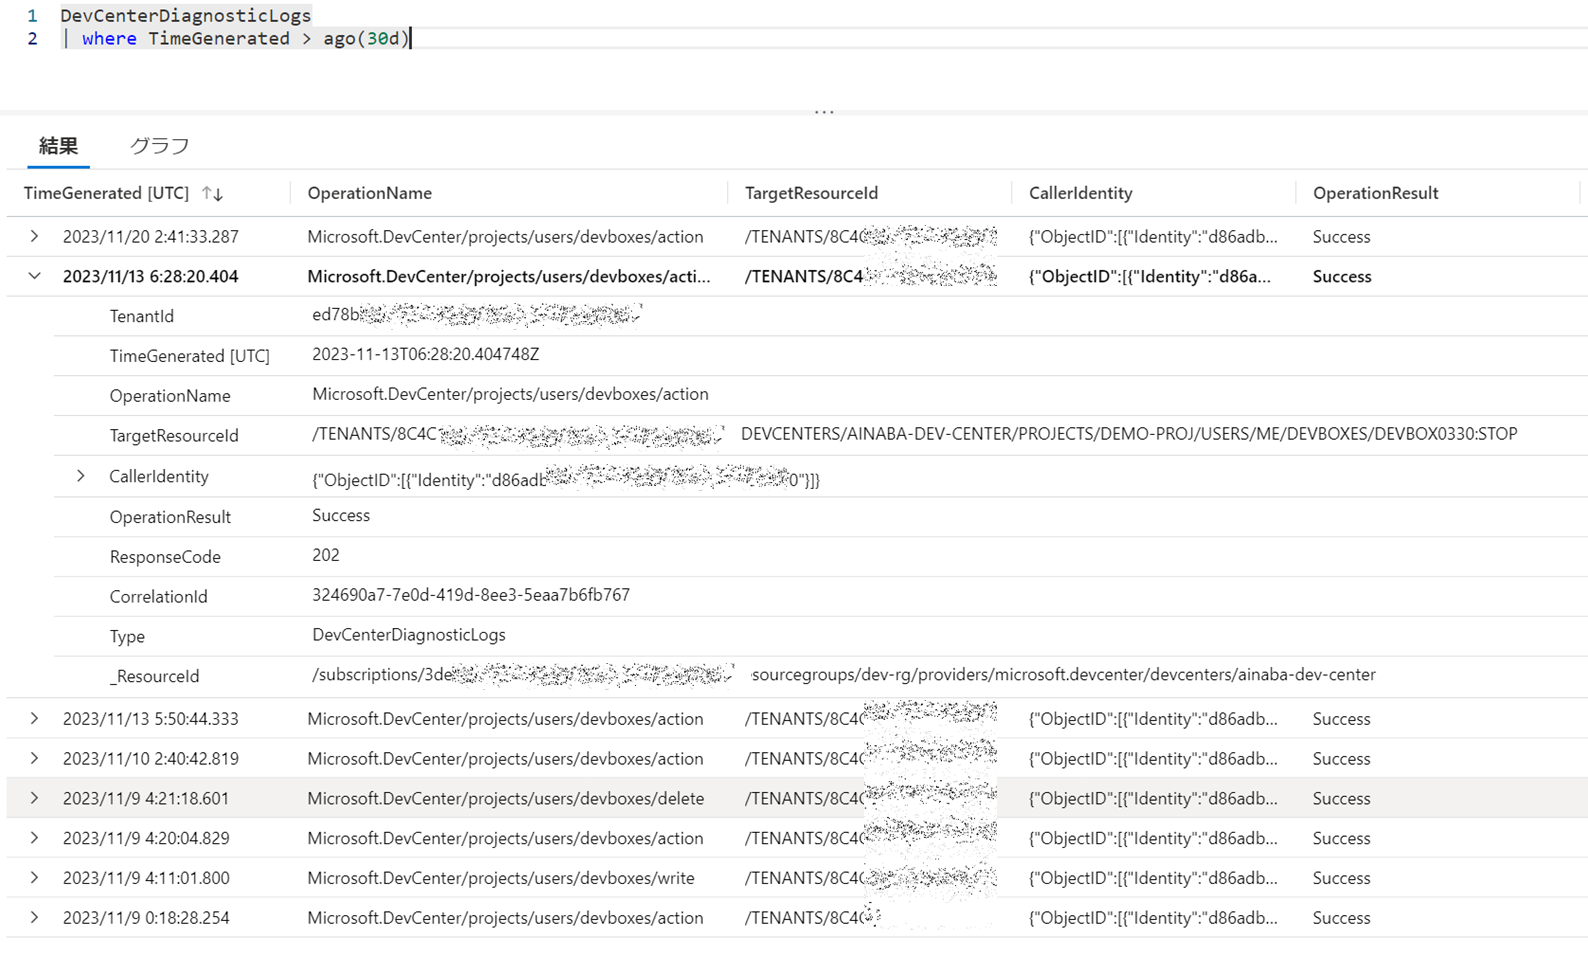 1 DevCenterDiagnosticLogs
2 | where TimeGenerated > ago(30d)
...
結果 グラフ
TimeGenerated [UTC] ↑↓ OperationName TargetResourceId CallerIdentity OperationResult
2023/11/20 2:41:33.287 Microsoft.DevCenter/projects/users/devboxes/action /TENANTS/8C4 {"ObjectID":[{"Identity":"d86adb... Success
2023/11/13 6:28:20.404 Microsoft.DevCenter/projects/users/devboxes/acti... /TENANTS/8C4 {"ObjectID":[{"Identity":"d86a... Success
TenantId ed78b
TimeGenerated [UTC] 2023-11-13T06:28:20.404748Z
OperationName Microsoft.DevCenter/projects/users/devboxes/action
TargetResourceId /TENANTS/8C4C DEVCENTERS/AINABA-DEV-CENTER/PROJECTS/DEMO-PROJ/USERS/ME/DEVBOXES/DEVBOX0330:STOP
CallerIdentity {"ObjectID":[{"Identity":"d86adb 0"}]}
OperationResult Success
ResponseCode 202
CorrelationId 324690a7-7e0d-419d-8ee3-5eaa7b6fb767
Type DevCenterDiagnosticLogs
_ResourceId /subscriptions/3de sourcegroups/dev-rg/providers/microsoft.devcenter/devcenters/ainaba-dev-center
2023/11/13 5:50:44.333 Microsoft.DevCenter/projects/users/devboxes/action /TENANTS/8C4 {"ObjectID":[{"Identity":"d86adb... Success
2023/11/10 2:40:42.819 Microsoft.DevCenter/projects/users/devboxes/action /TENANTS/8C4 {"ObjectID":[{"Identity":"d86adb... Success
2023/11/9 4:21:18.601 Microsoft.DevCenter/projects/users/devboxes/delete /TENANTS/8C4 {"ObjectID":[{"Identity":"d86adb... Success
2023/11/9 4:20:04.829 Microsoft.DevCenter/projects/users/devboxes/action /TENANTS/8C4 {"ObjectID":[{"Identity":"d86adb... Success
2023/11/9 4:11:01.800 Microsoft.DevCenter/projects/users/devboxes/write /TENANTS/8C4 {"ObjectID":[{"Identity":"d86adb... Success
2023/11/9 0:18:28.254 Microsoft.DevCenter/projects/users/devboxes/action /TENANTS/8C4 {"ObjectID":[{"Identity":"d86adb... Success